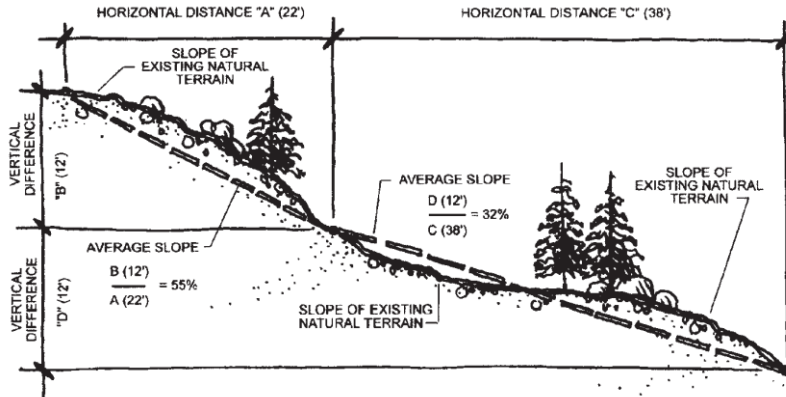 HORIZONTAL DISTANCE "A" (22')
HORIZONTAL DISTANCE "C" (38')
SLOPE OF
EXISTING NATURAL
TERRAIN
VERTICAL
DIFFERENCE
"B" (12')
AVERAGE SLOPE
D (12')
C (38')
= 32%
SLOPE OF
EXISTING NATURAL
TERRAIN
AVERAGE SLOPE
B (12')
A (22')
= 55%
VERTICAL
DIFFERENCE
"D" (12')
SLOPE OF EXISTING
NATURAL TERRAIN